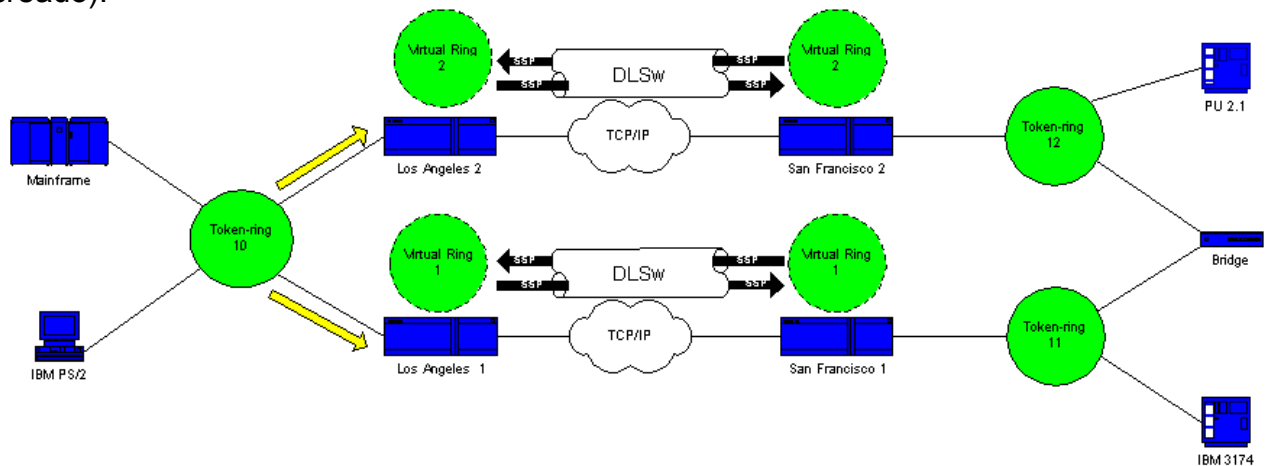 Virtual Ring
2
SSP
SSP
DLSw
SSP
SSP
Virtual Ring
2
PU 2.1
Mainframe
Los Angeles 2
TCP/IP
San Francisco 2
Token-ring
12
Token-ring
10
Virtual Ring
1
SSP
SSP
DLSw
SSP
SSP
Virtual Ring
1
Bridge
IBM PS/2
Los Angeles 1
TCP/IP
San Francisco 1
Token-ring
11
IBM 3174